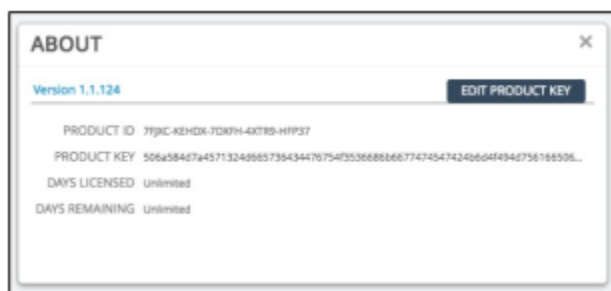 ABOUT
Version 1.1.124
EDIT PRODUCT KEY
PRODUCT ID
PRODUCT KEY
DAYS LICENSED Unlimited
DAYS REMAINING Unlimited